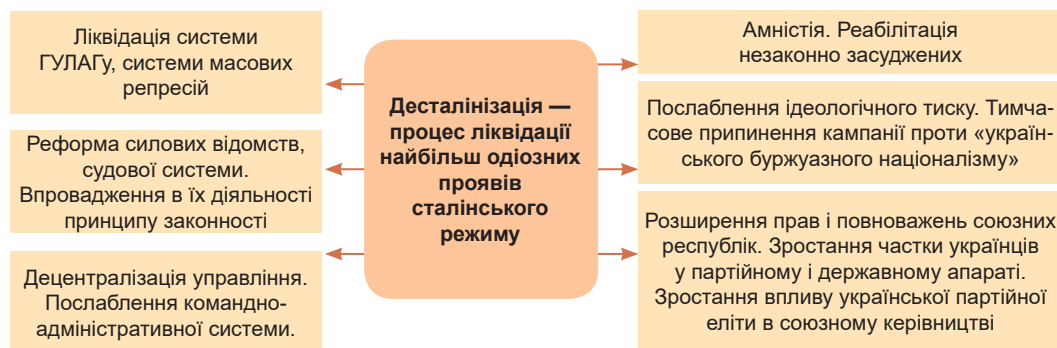 Ліквідація системи
ГУЛАГу, системи масових
репресій
Реформа силових відомств,
судової системи.
Впровадження в їх діяльності
принципу законності
Децентралізація управління.
Послаблення командно-
адміністративної системи.
Десталінізація —
процес ліквідації
найбільш одіозних
проявів
сталінського
режиму
Амністія. Реабілітація
незаконно засуджених
Послаблення ідеологічного тиску. Тимча-
сове припинення кампанії проти «україн-
ського буржуазного націоналізму»
Розширення прав і повноважень союзних
республік. Зростання частки українців
у партійному і державному апараті.
Зростання впливу української партійної
еліти в союзному керівництві